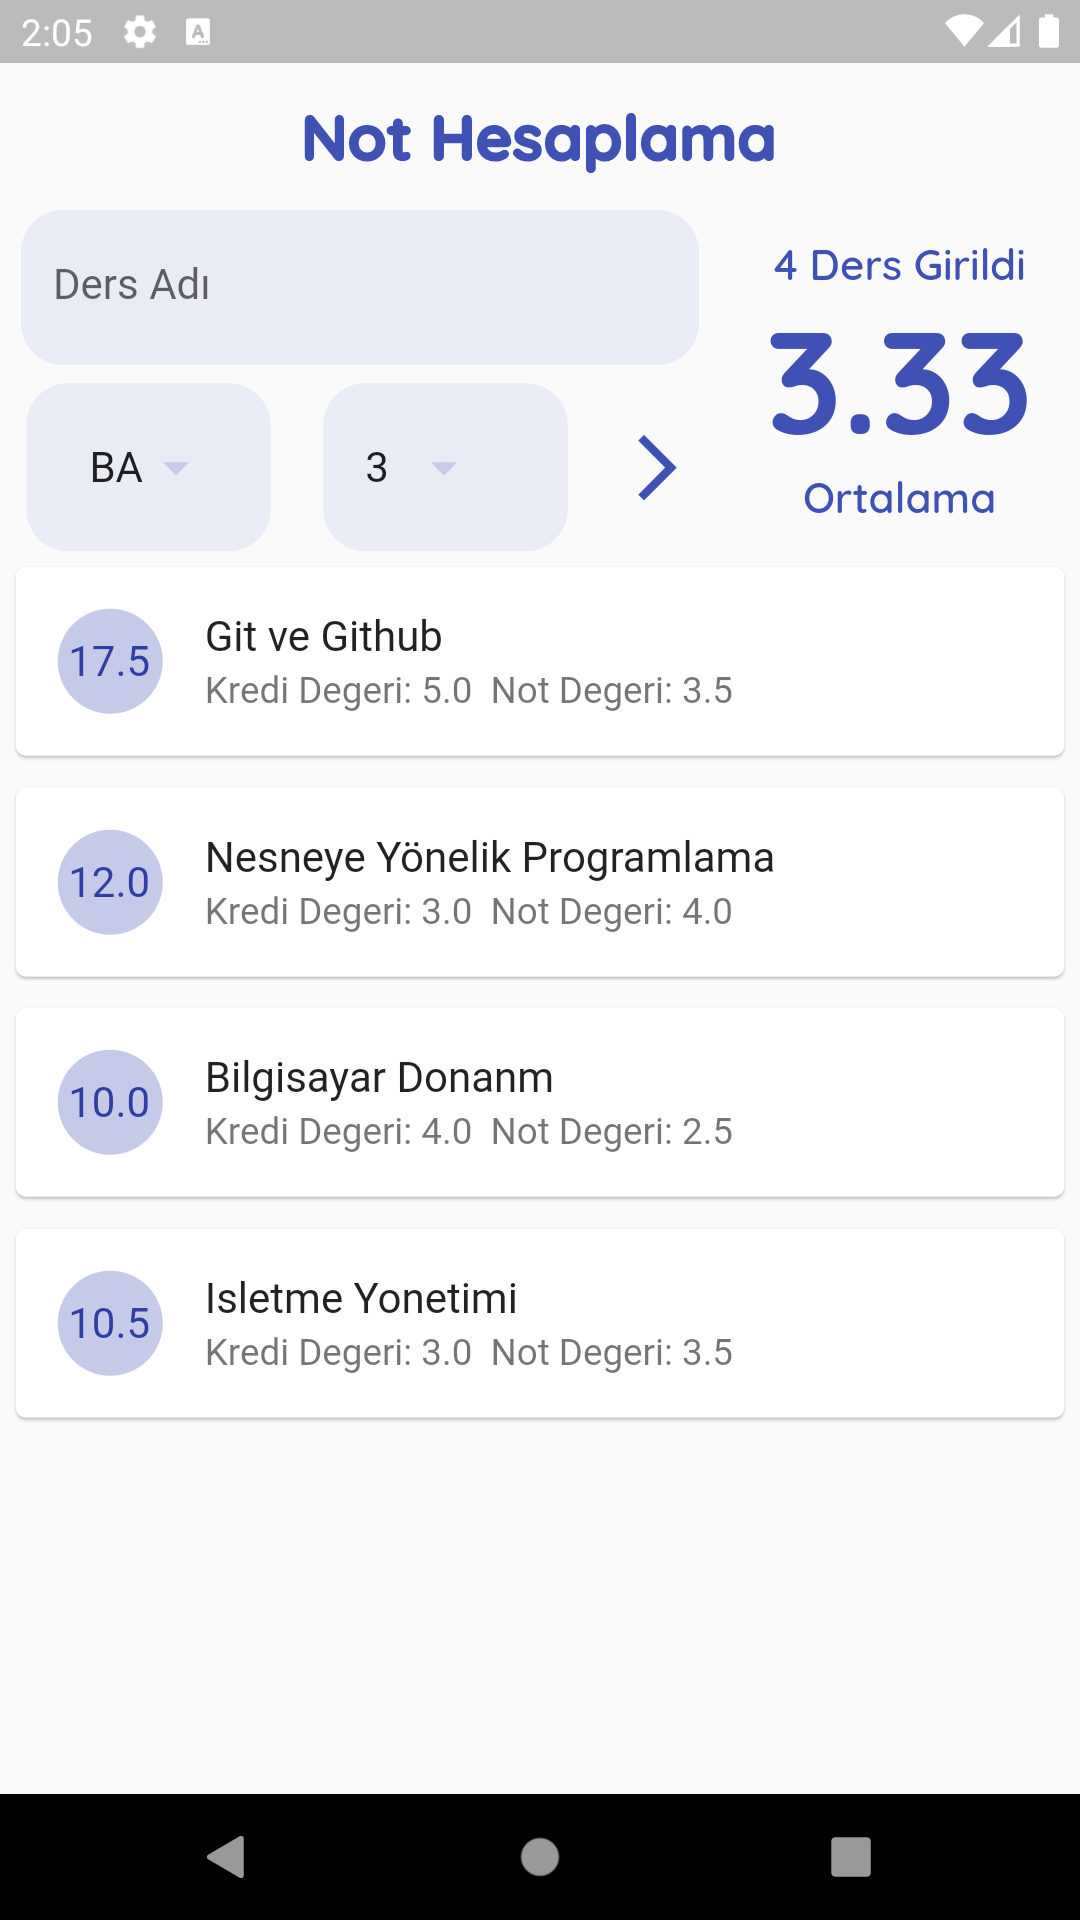 2:05
Not Hesaplama
Ders Adı
4 Ders Girildi
3.33
Ortalama
BA
3
17.5
Git ve Github
Kredi Degeri: 5.0 Not Degeri: 3.5
12.0
Nesneye Yönelik Programlama
Kredi Degeri: 3.0 Not Degeri: 4.0
10.0
Bilgisayar Donanm
Kredi Degeri: 4.0 Not Degeri: 2.5
10.5
Isletme Yonetimi
Kredi Degeri: 3.0 Not Degeri: 3.5